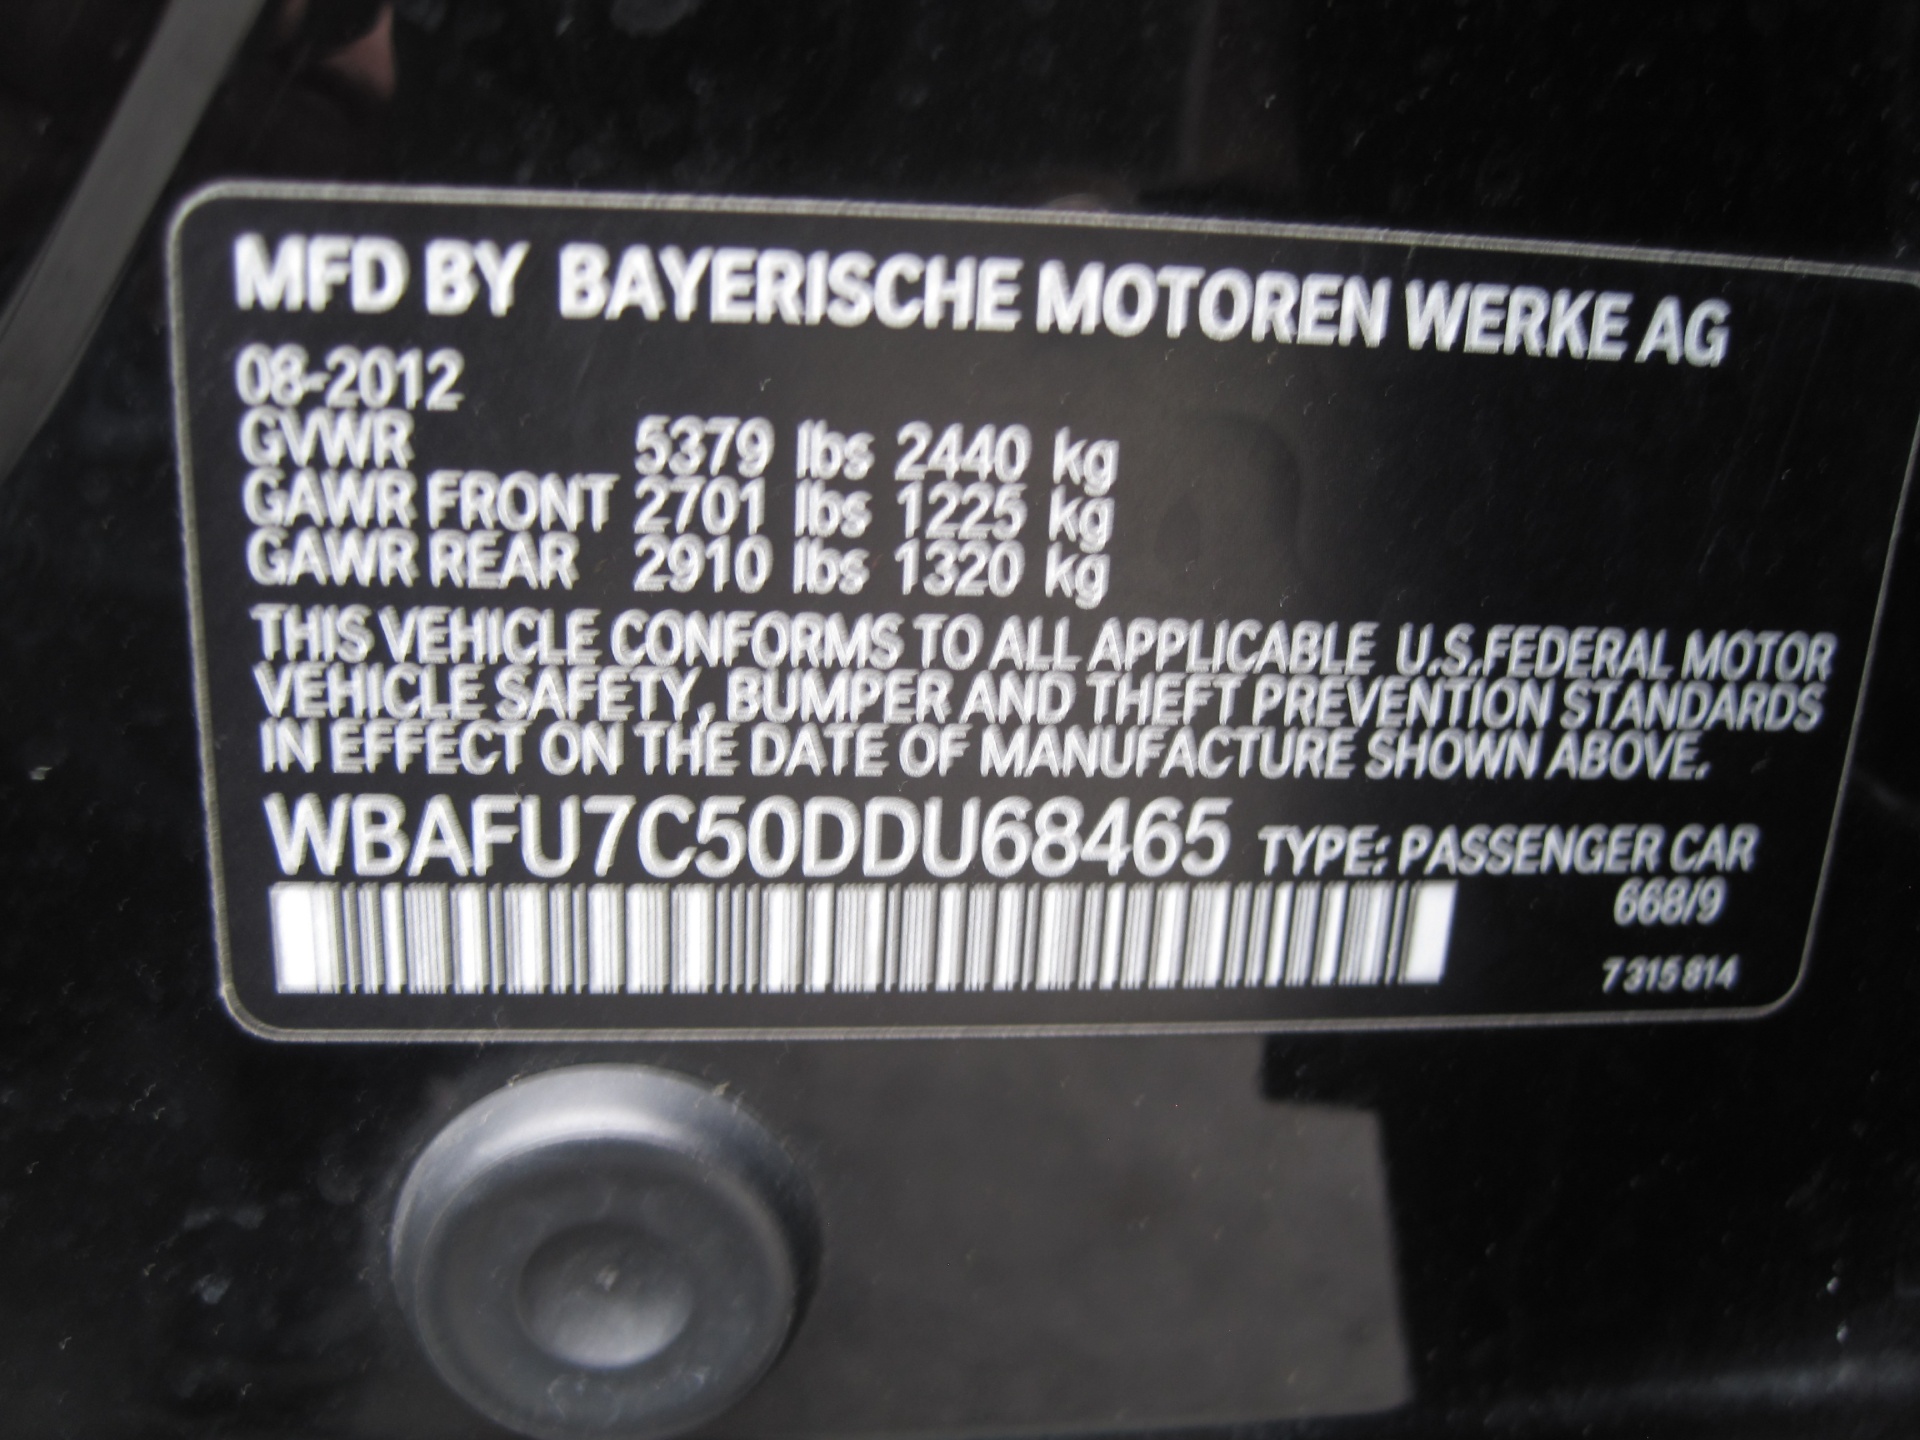 MFD BY BAYERISCHE MOTOREN WERKE AG
08-2012
GVWR 5379 lbs 2440 kg
GAWR FRONT 2701 lbs 1225 kg
GAWR REAR 2910 lbs 1320 kg
THIS VEHICLE CONFORMS TO ALL APPLICABLE U.S.FEDERAL MOTOR
VEHICLE SAFETY, BUMPER AND THEFT PREVENTION STANDARDS
IN EFFECT ON THE DATE OF MANUFACTURE SHOWN ABOVE.
WBAFU7C50DDU68465 TYPE: PASSENGER CAR
668/9
7 315 814